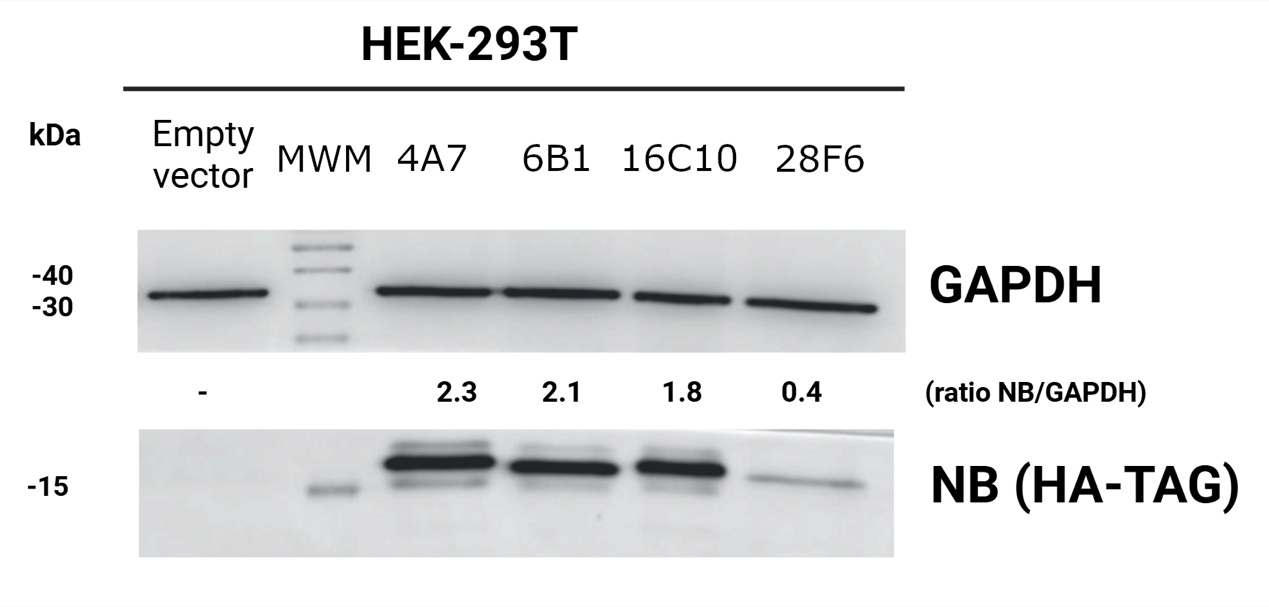 HEK-293T
kDa
Empty vector
MWM
4A7
6B1
16C10
28F6
-40
-30
GAPDH
-
2.3
2.1
1.8
0.4
(ratio NB/GAPDH)
-15
NB (HA-TAG)